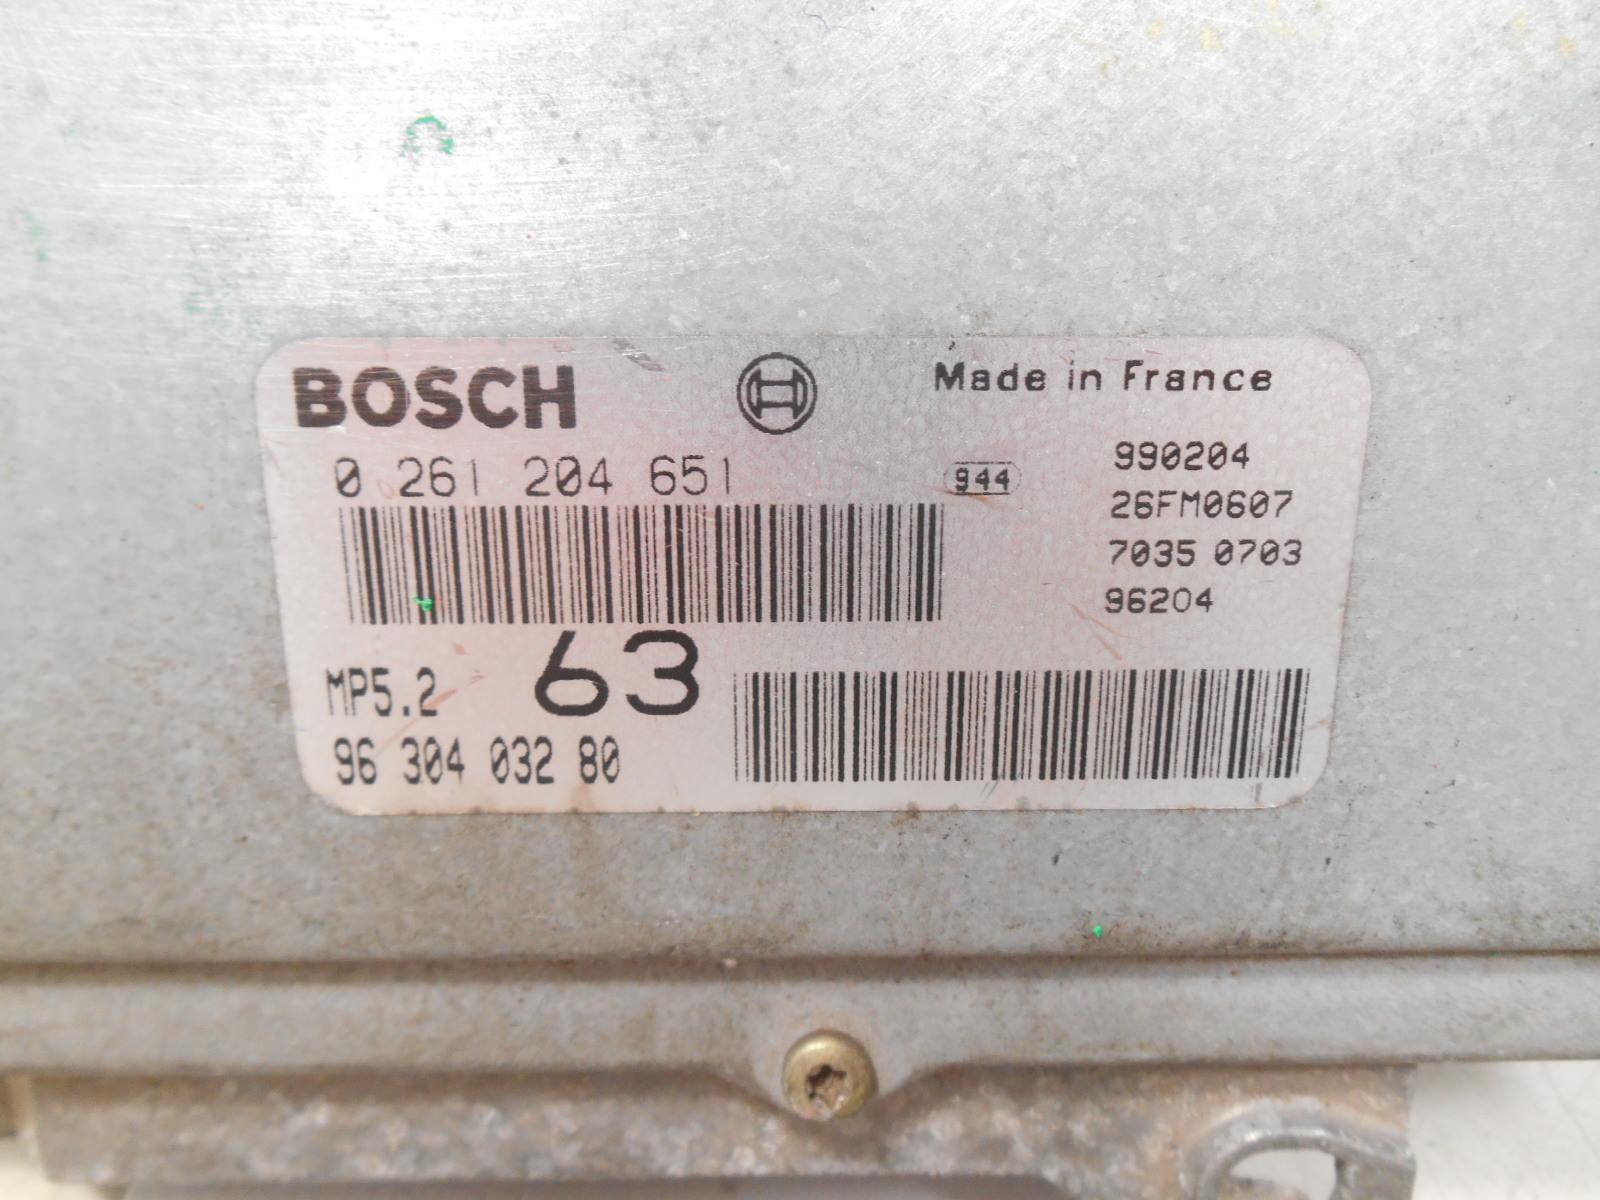 BOSCH
Made in France
0 261 204 651
944
990204
26FM0607
7035 0703
96204
MP5.2
63
96 304 032 80